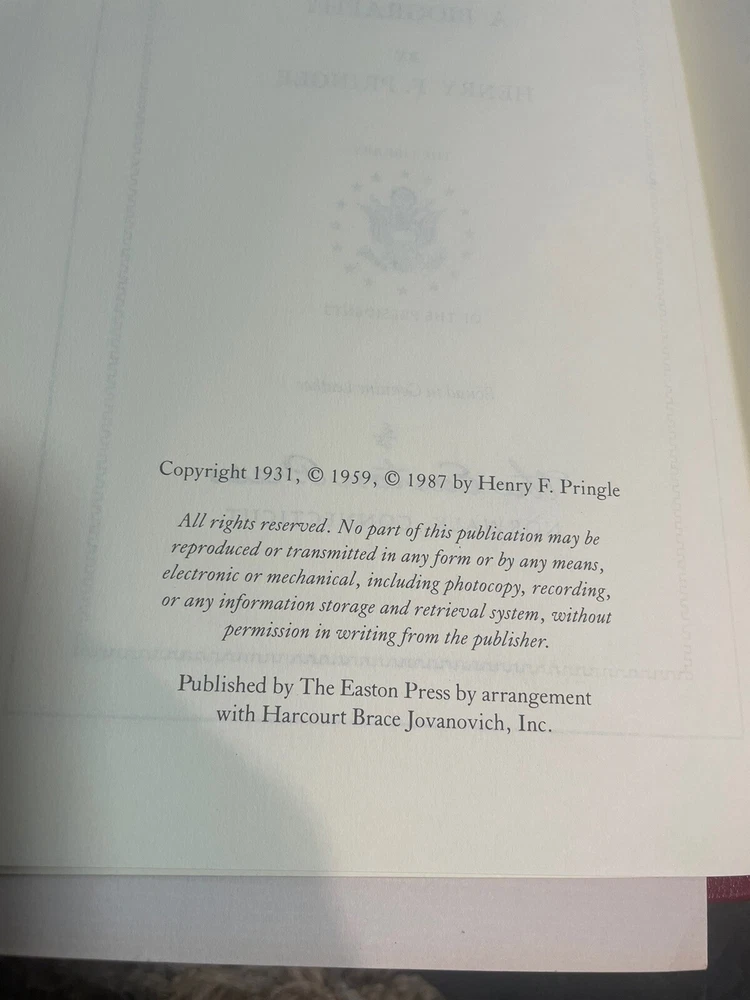 Copyright 1931, © 1959, © 1987 by Henry F. Pringle
All rights reserved. No part of this publication may be
reproduced or transmitted in any form or by any means,
electronic or mechanical, including photocopy, recording,
or any information storage and retrieval system, without
permission in writing from the publisher.
Published by The Easton Press by arrangement
with Harcourt Brace Jovanovich, Inc.